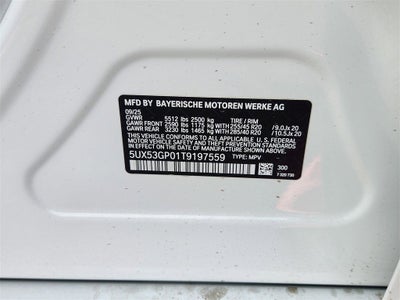 MFD BY BAYERISCHE MOTOREN WERKE AG
09/25 TIRE / RIM
GVWR 5512 lbs 2500 kg
GAWR FRONT 2590 lbs 1175 kg WITH 255/45 R20 / 9.0Jx 20
GAWR REAR 3230 lbs 1465 kg WITH 285/40 R20 / 10.5Jx 20
THIS VEHICLE CONFORMS TO ALL APPLICABLE
FEDERAL MOTOR VEHICLE SAFETY, BUMPER AND
THEFT PREVENTION STANDARDS IN EFFECT ON THE
DATE OF MANUFACTURE SHOWN ABOVE.
5UX53GP01T9197559 TYPE: MPV
300